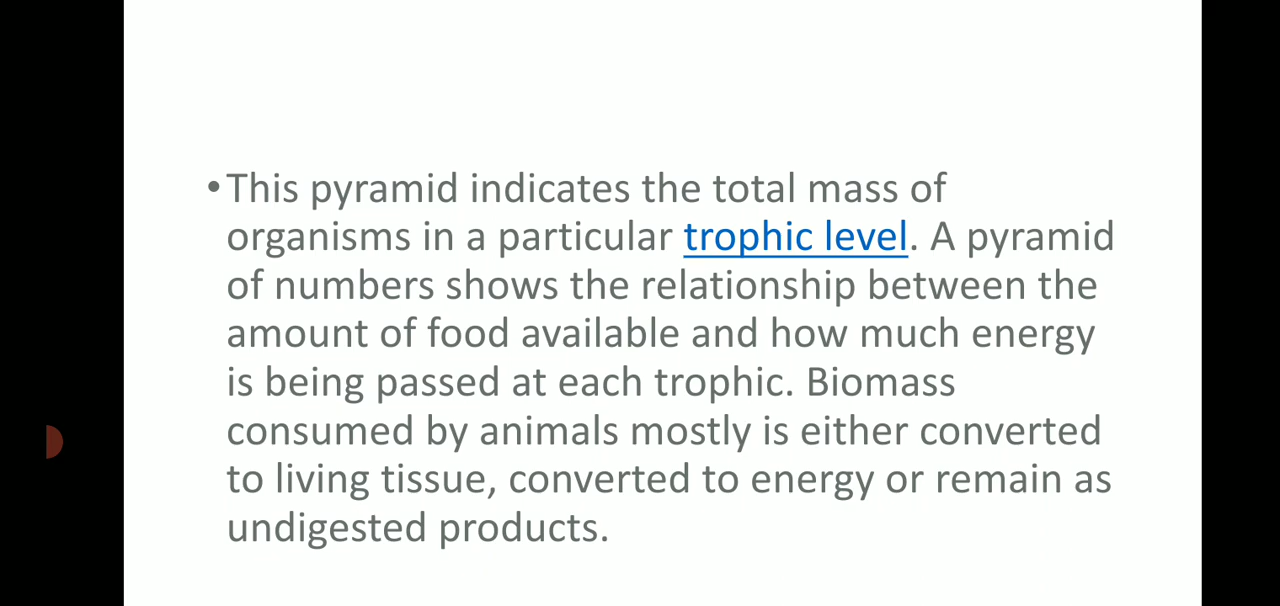 •This pyramid indicates the total mass of
organisms in a particular trophic level. A pyramid
of numbers shows the relationship between the
amount of food available and how much energy
is being passed at each trophic. Biomass
consumed by animals mostly is either converted
to living tissue, converted to energy or remain as
undigested products.